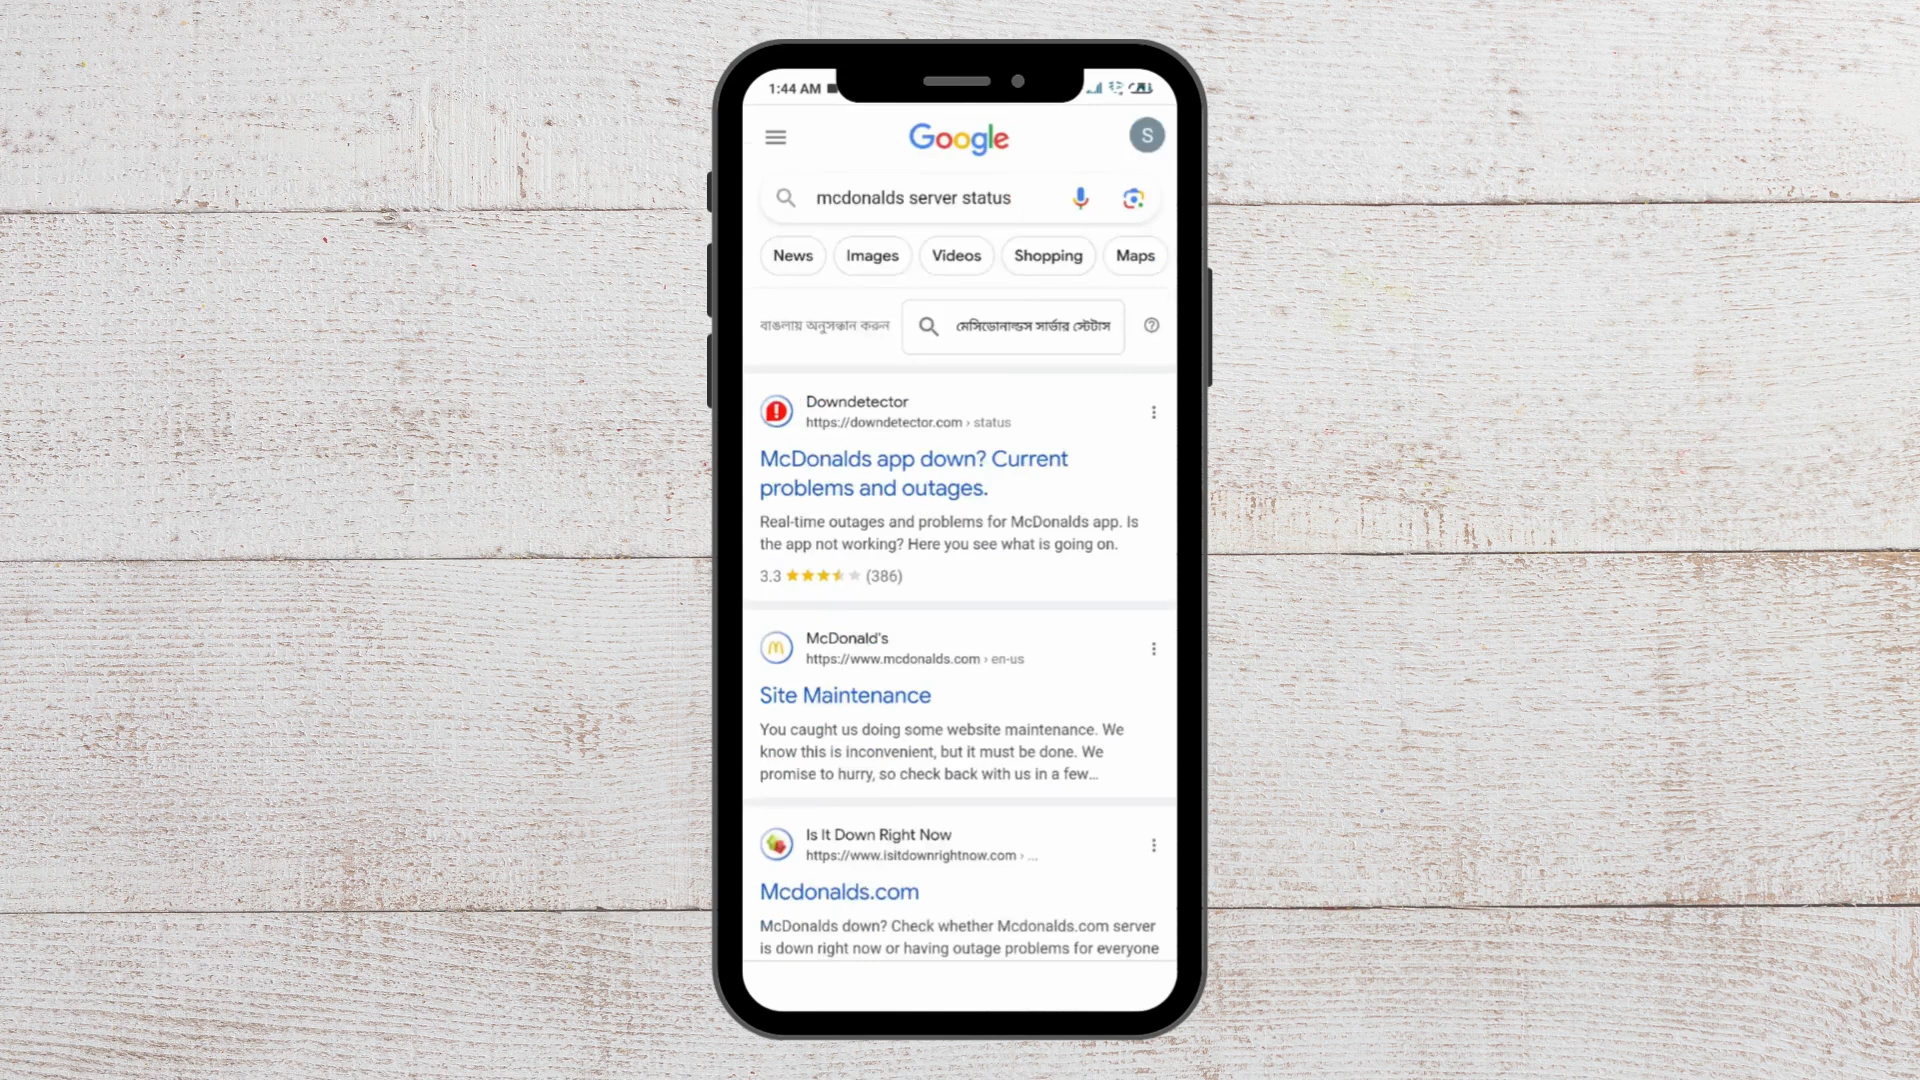 1:44 AM
Google
S
mcdonalds server status
News Images Videos Shopping Maps
বাঙলায় অনুসন্ধান করুন মেসিডোনাল্ডস সার্ভার স্টেটাস
Downdetector
https://downdetector.com › status
McDonalds app down? Current
problems and outages.
Real-time outages and problems for McDonalds app. Is
the app not working? Here you see what is going on.
3.3 (386)
McDonald's
https://www.mcdonalds.com › en-us
Site Maintenance
You caught us doing some website maintenance. We
know this is inconvenient, but it must be done. We
promise to hurry, so check back with us in a few...
Is It Down Right Now
https://www.isitdownrightnow.com › ...
Mcdonalds.com
McDonalds down? Check whether Mcdonalds.com server
is down right now or having outage problems for everyone